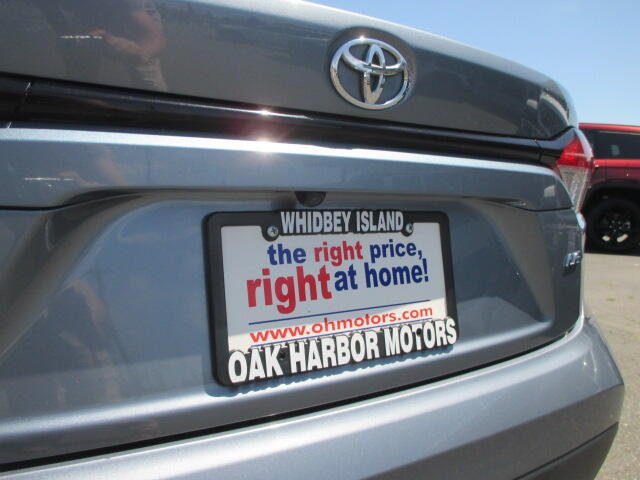 WHIDBEY ISLAND
the right price,
right at home!
www.ohmotors.com
OAK HARBOR MOTORS